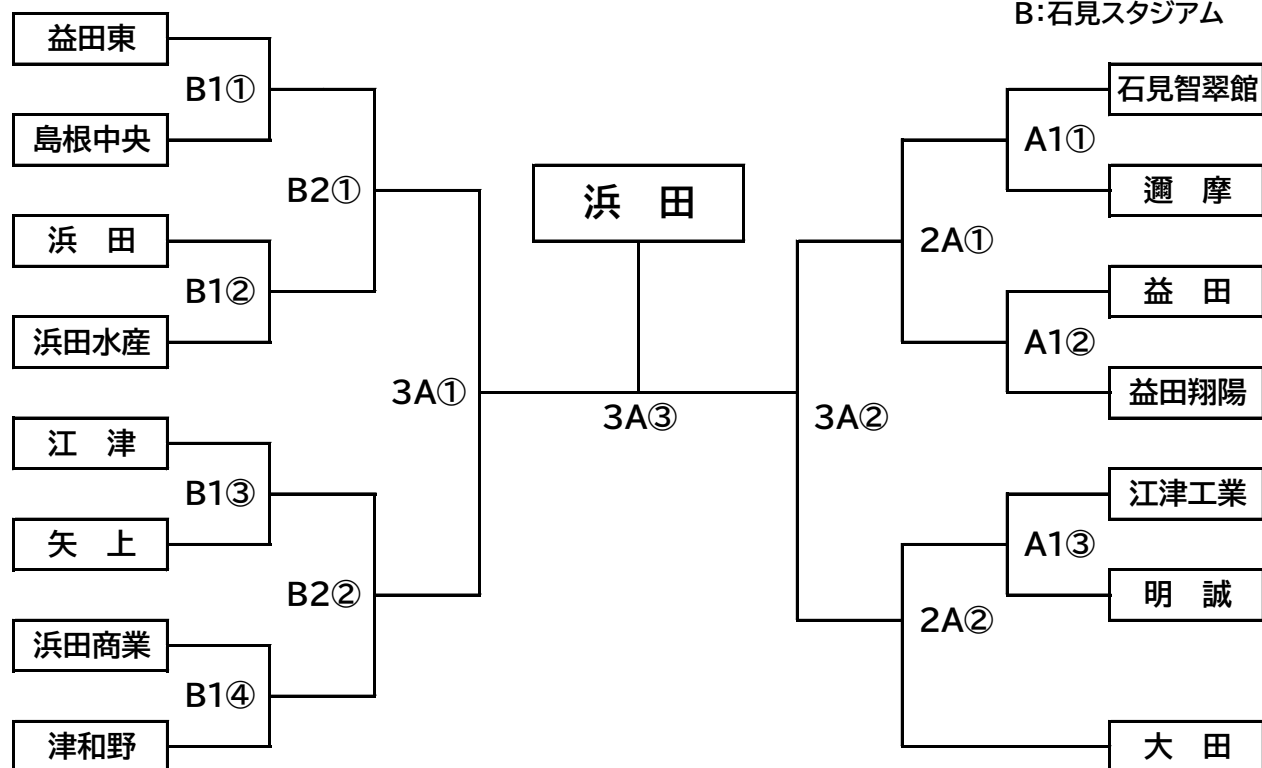 B：石見スタジアム
益田東
B1①
島根中央
B2①
浜　田
B1②
浜田水産
3A①
江　津
B1③
矢　上
B2②
浜田商業
B1④
津和野
浜　田
3A③
石見智翠館
A1①
邇　摩
2A①
益　田
A1②
益田翔陽
3A②
江津工業
A1③
明　誠
2A②
大　田